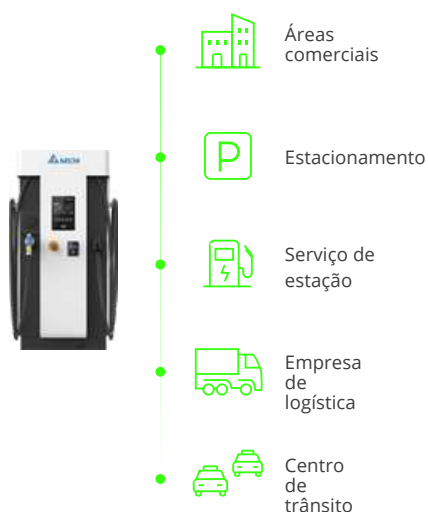 Áreas
comerciais
P
Estacionamento
Serviço de
estação
Empresa
de
logística
Centro
de
trânsito